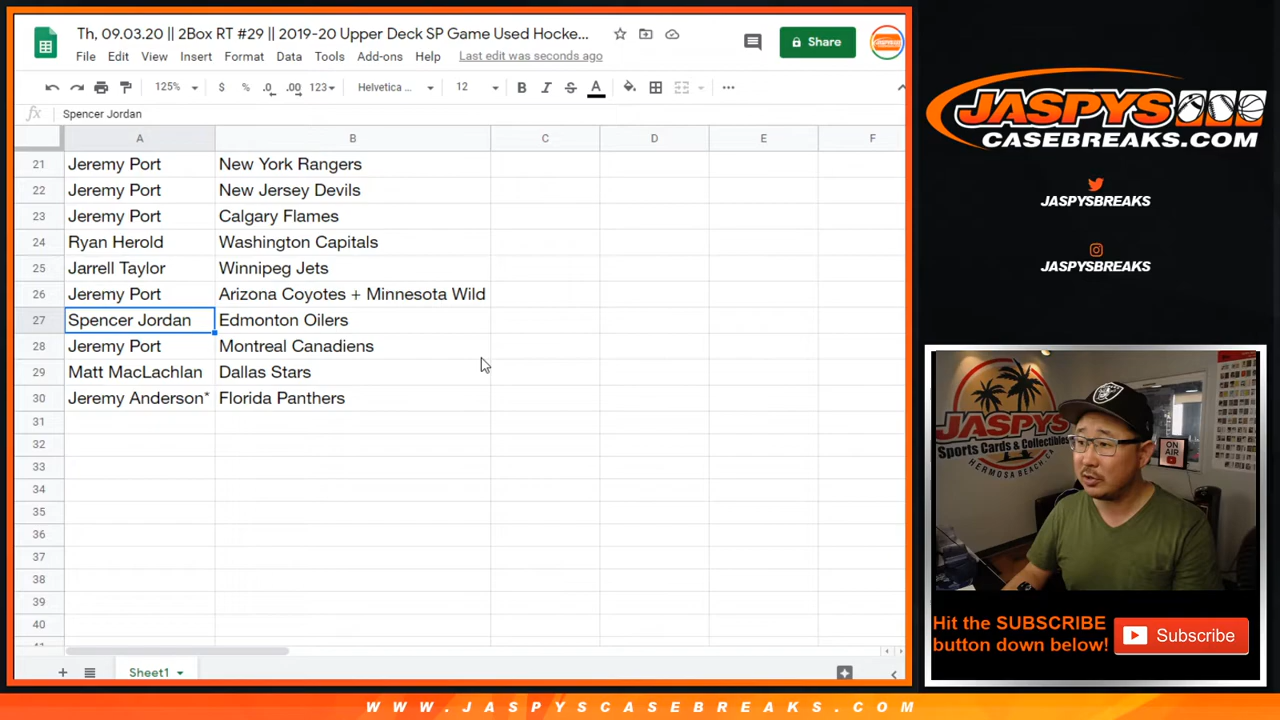 Th, 09.03.20 || 2Box RT #29 || 2019-20 Upper Deck SP Game Used Hocke...
Share
File Edit View Insert Format Data Tools Add-ons Help Last edit was seconds ago
125% $ % .0 .00 123 Helvetica ... 12 B I S A
fx Spencer Jordan
A B C D E F
21 Jeremy Port New York Rangers
22 Jeremy Port New Jersey Devils
23 Jeremy Port Calgary Flames
24 Ryan Herold Washington Capitals
25 Jarrell Taylor Winnipeg Jets
26 Jeremy Port Arizona Coyotes + Minnesota Wild
27 Spencer Jordan Edmonton Oilers
28 Jeremy Port Montreal Canadiens
29 Matt MacLachlan Dallas Stars
30 Jeremy Anderson* Florida Panthers
31
32
33
34
35
36
37
38
39
40
Sheet1
JASPYS
CASEBREAKS.COM
JASPYSBREAKS
JASPYSBREAKS
JASPYS
Sports Cards & Collectibles
HERMOSA BEACH, CA
ON AIR
Hit the SUBSCRIBE
button down below!
Subscribe
WWW.JASPYSCASEBREAKS.COM